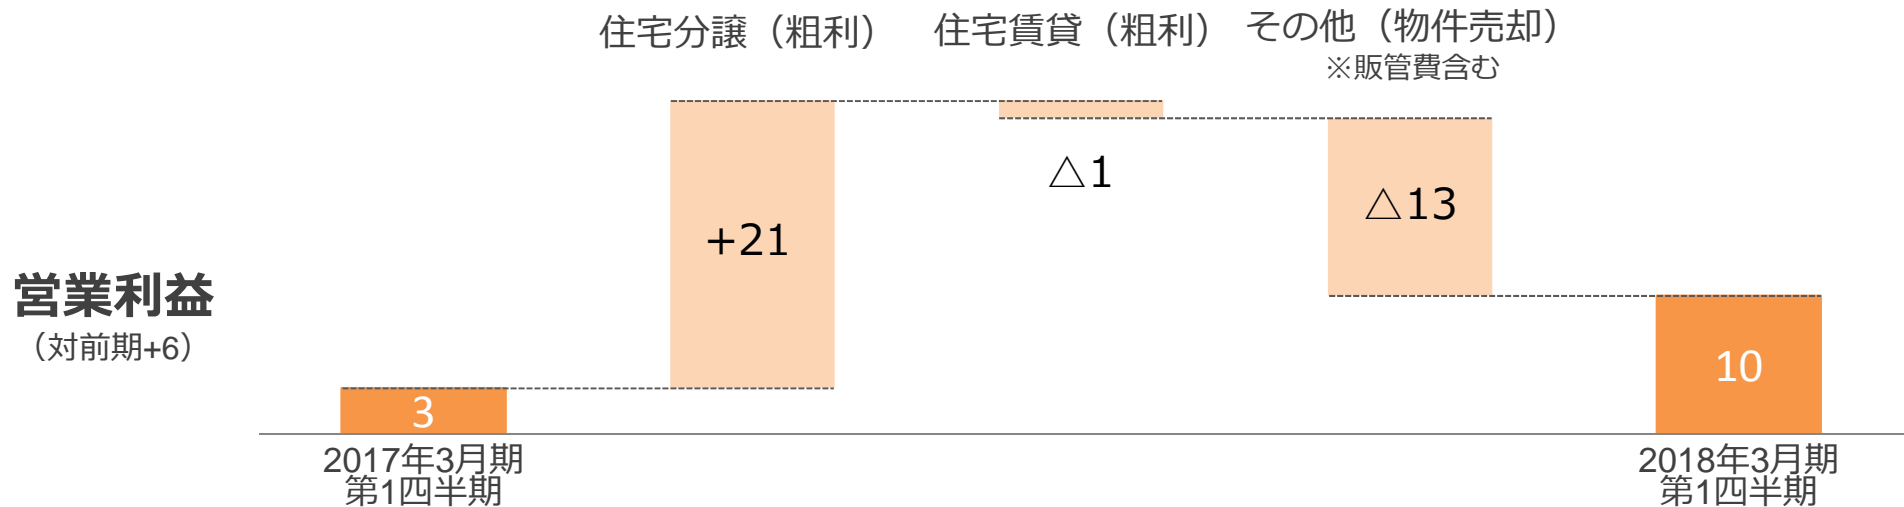 住宅分譲（粗利）
住宅賃貸（粗利）
その他（物件売却）
※販管費含む
+21
△1
△13
営業利益
（対前期+6）
3
10
2017年3月期
第1四半期
2018年3月期
第1四半期